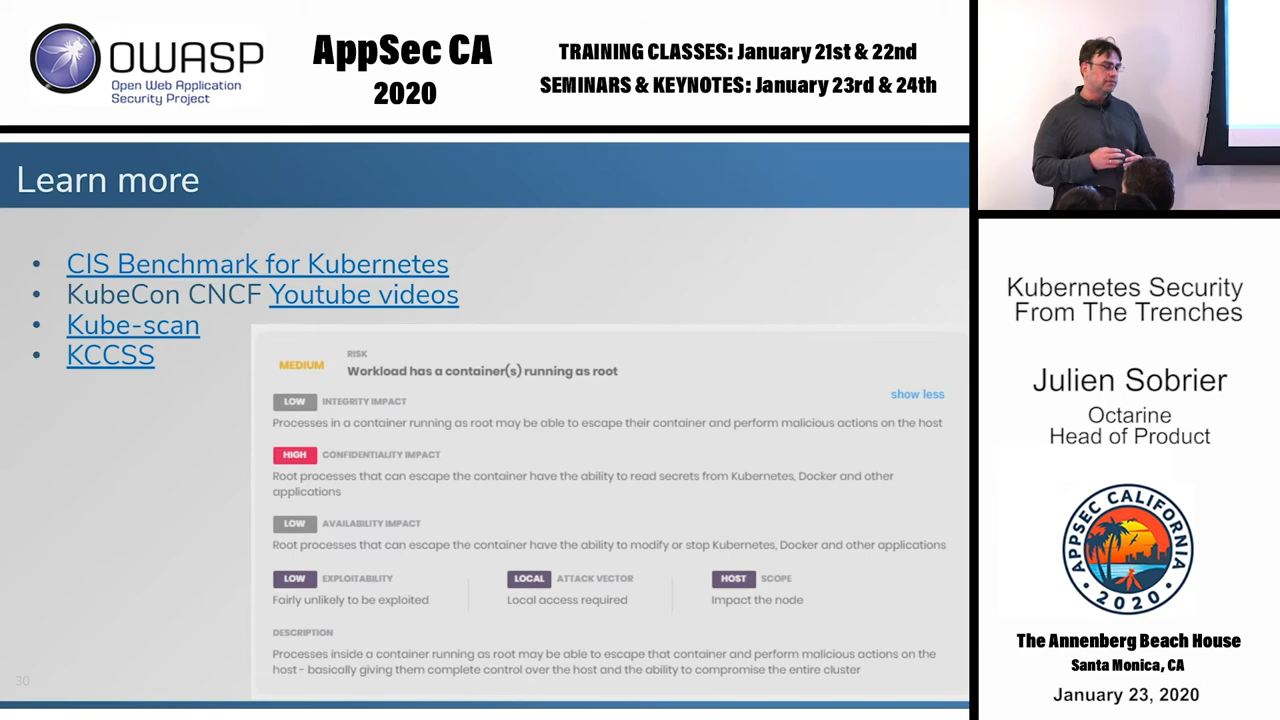 OWASP
Open Web Application
Security Project
AppSec CA
2020
TRAINING CLASSES: January 21st & 22nd
SEMINARS & KEYNOTES: January 23rd & 24th
Learn more
• CIS Benchmark for Kubernetes
• KubeCon CNCF Youtube videos
• Kube-scan
• KCCSS
MEDIUM
RISK
Workload has a container(s) running as root
show less
LOW INTEGRITY IMPACT
Processes in a container running as root may be able to escape their container and perform malicious actions on the host
HIGH CONFIDENTIALITY IMPACT
Root processes that can escape the container have the ability to read secrets from Kubernetes, Docker and other
applications
LOW AVAILABILITY IMPACT
Root processes that can escape the container have the ability to modify or stop Kubernetes, Docker and other applications
LOW EXPLOITABILITY
Fairly unlikely to be exploited
LOCAL ATTACK VECTOR
Local access required
HOST SCOPE
Impact the node
DESCRIPTION
Processes inside a container running as root may be able to escape that container and perform malicious actions on the
host - basically giving them complete control over the host and the ability to compromise the entire cluster
30
Kubernetes Security
From The Trenches
Julien Sobrier
Octarine
Head of Product
APPSEC CALIFORNIA
• 2020 •
The Annenberg Beach House
Santa Monica, CA
January 23, 2020